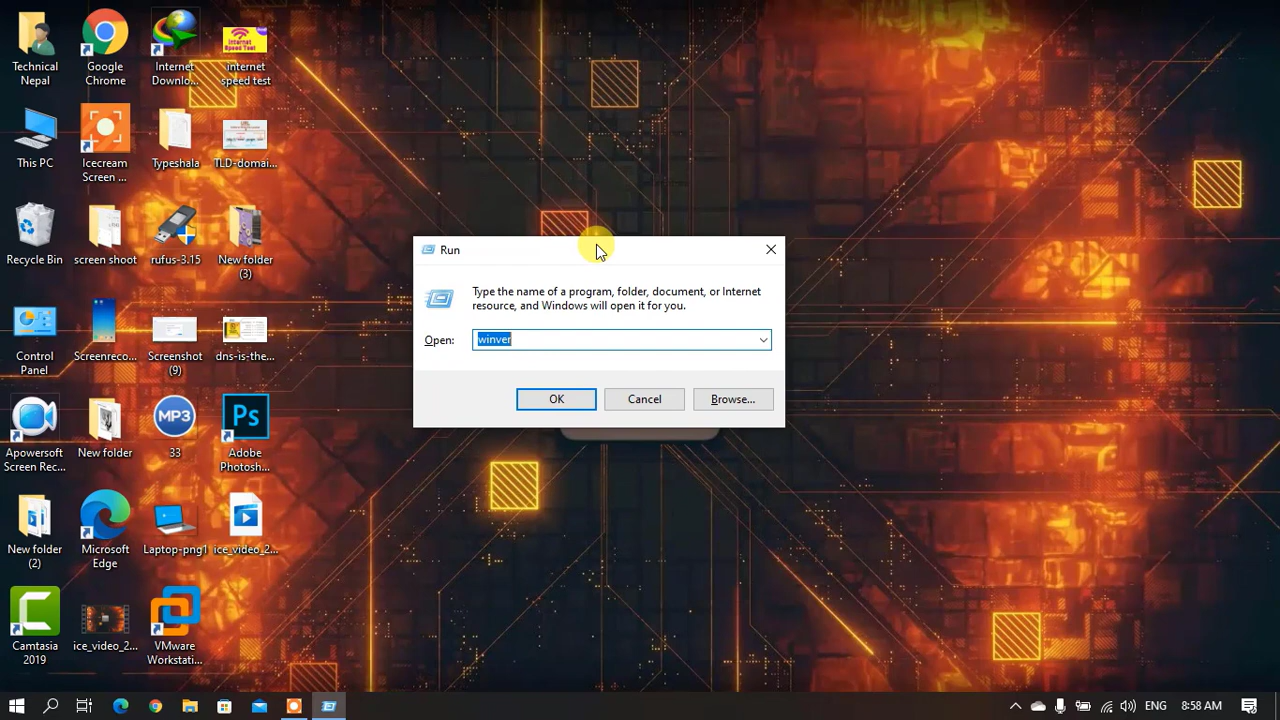 Technical
Nepal
Google
Chrome
Internet
Downlo...
internet
speed test
This PC
Icecream
Screen ...
Typeshala
TLD-domai...
Recycle Bin
screen shoot
rufus-3.15
New folder
(3)
Control
Panel
Screenreco...
Screenshot
(9)
dns-is-the...
Apowersoft
Screen Rec...
New folder
MP3
33
Ps
Adobe
Photosh...
New folder
(2)
Microsoft
Edge
Laptop-png1
ice_video_2...
Camtasia
2019
ice_video_2...
VMware
Workstati...
Run
Type the name of a program, folder, document, or Internet
resource, and Windows will open it for you.
Open:
winver
OK
Cancel
Browse...
ENG
8:58 AM